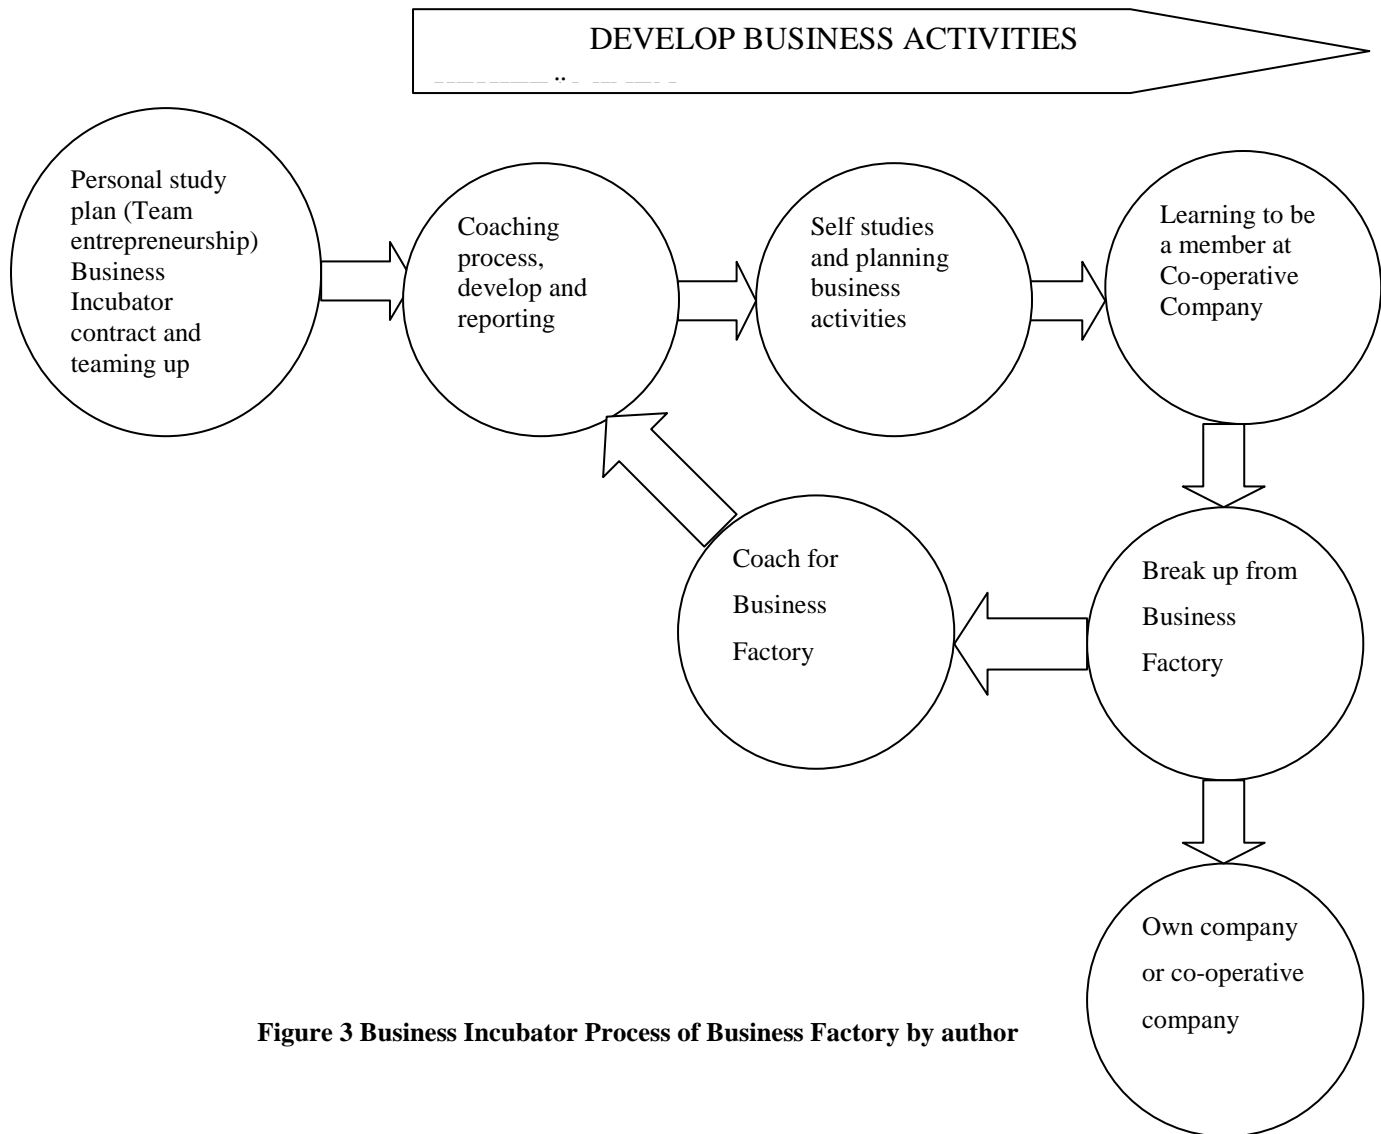 DEVELOP BUSINESS ACTIVITIES
Personal study
plan (Team
entrepreneurship)
Business
Incubator
contract and
teaming up
Coaching
process,
develop and
reporting
Self studies
and planning
business
activities
Learning to be
a member at
Co-operative
Company
Coach for
Business
Factory
Break up from
Business
Factory
Own company
or co-operative
company
Figure 3 Business Incubator Process of Business Factory by author